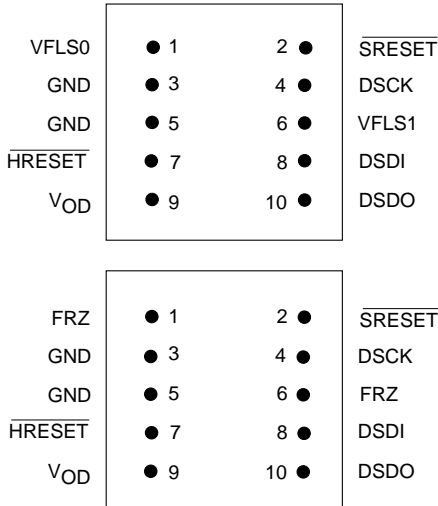 VFLS0 1 2 SRESET
GND 3 4 DSCK
GND 5 6 VFLS1
HRESET 7 8 DSDI
VOD 9 10 DSDO
FRZ 1 2 SRESET
GND 3 4 DSCK
GND 5 6 FRZ
HRESET 7 8 DSDI
VOD 9 10 DSDO